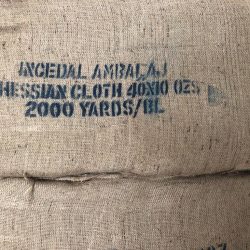 INCEDAL AMBALAJ
HESSIAN CLOTH 40X10 OZS
2000 YARDS/BL